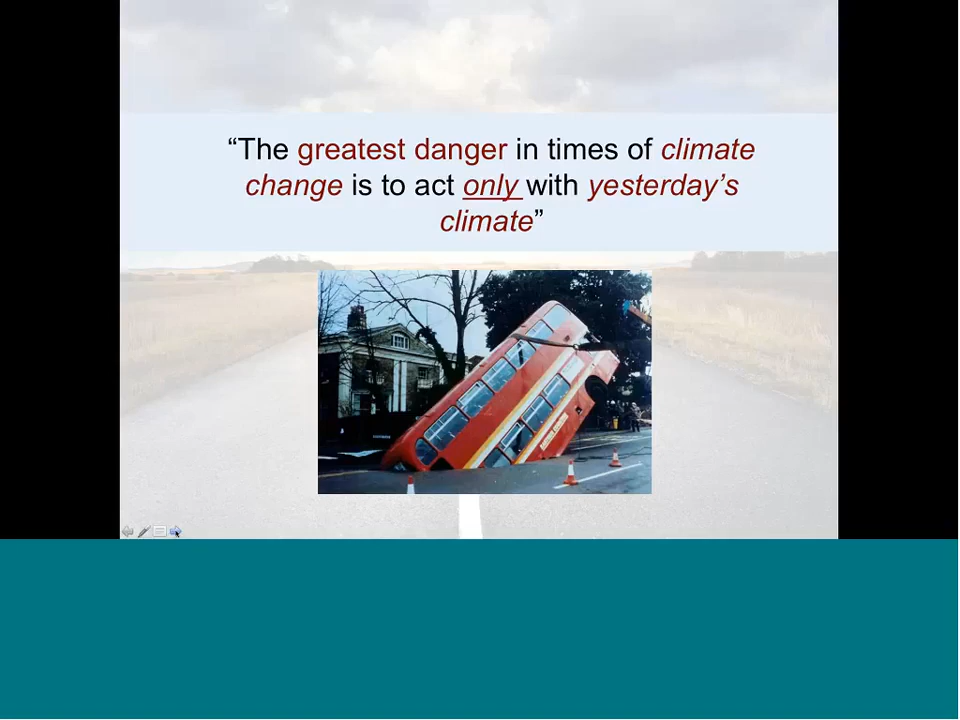 “The greatest danger in times of climate
change is to act only with yesterday’s
climate”